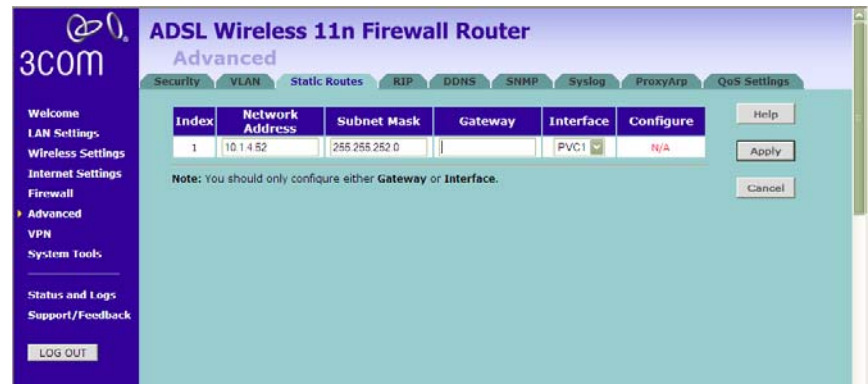 3COM
ADSL Wireless 11n Firewall Router
Advanced
Security VLAN Static Routes RIP DDNS SNMP Syslog ProxyArp QoS Settings
Welcome
LAN Settings
Wireless Settings
Internet Settings
Firewall
Advanced
VPN
System Tools
Status and Logs
Support/Feedback
LOG OUT
Index Network Address Subnet Mask Gateway Interface Configure
1 10.1.4.52 255.255.252.0 PVC1 N/A
Note: You should only configure either Gateway or Interface.
Help
Apply
Cancel